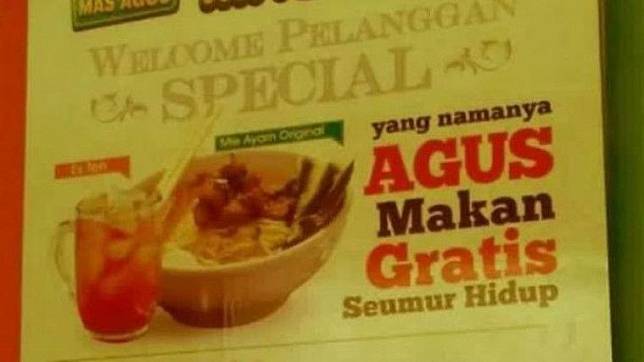 MAS AGUS
WELCOME PELANGGAN
SPECIAL
yang namanya
Mie Ayam Original
AGUS
Es Teh
Makan
Gratis
Seumur Hidup